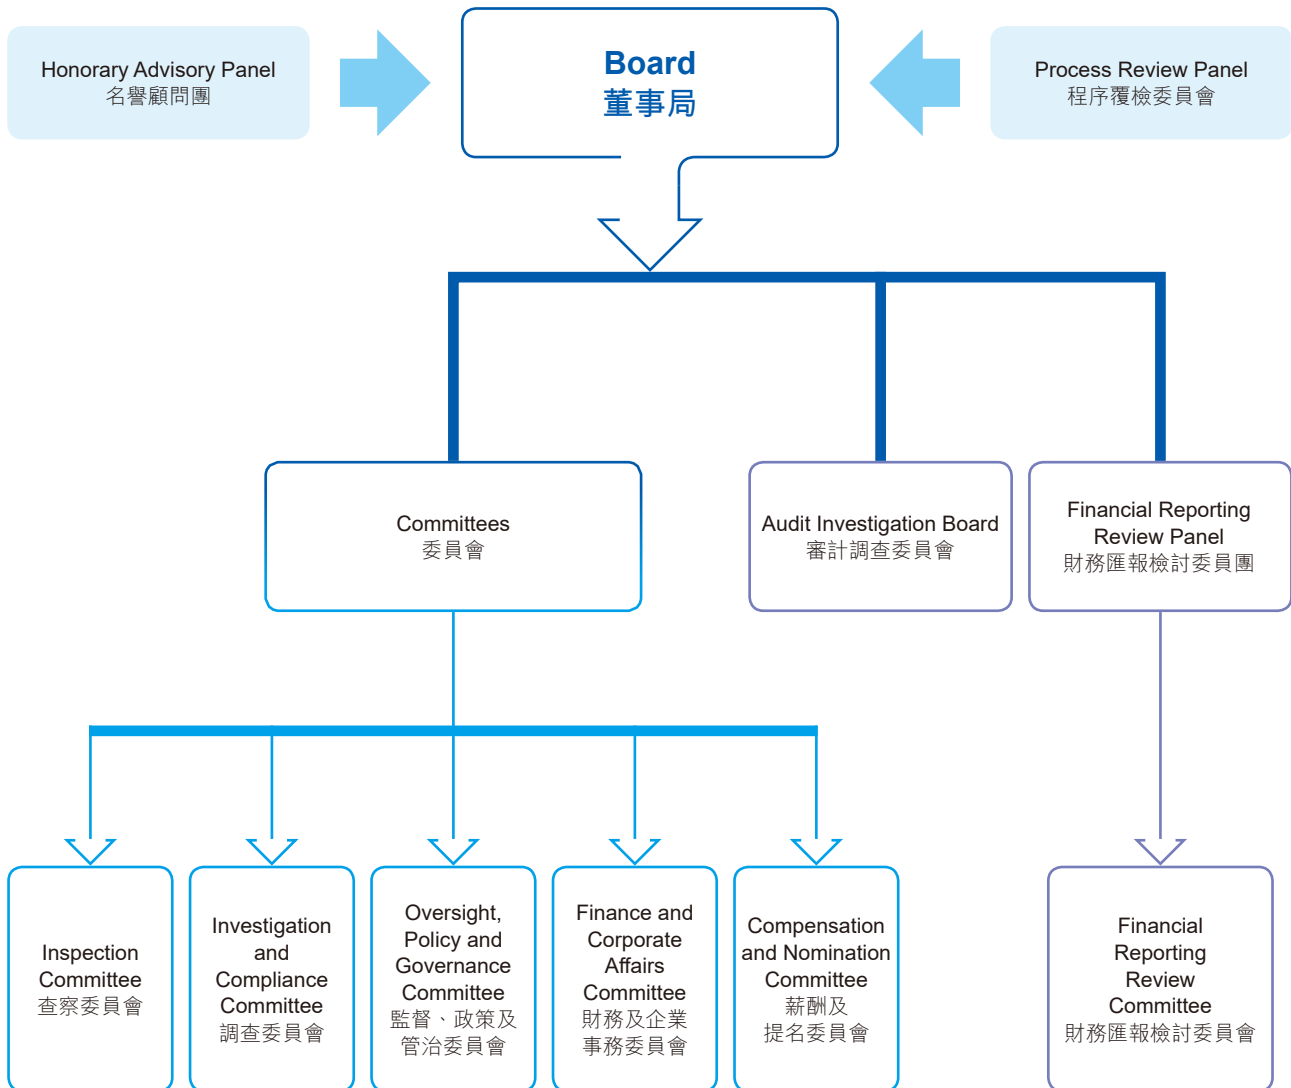 Honorary Advisory Panel
名譽顧問團
Board
董事局
Process Review Panel
程序覆檢委員會
Committees
委員會
Audit Investigation Board
審計調查委員會
Financial Reporting
Review Panel
財務匯報檢討委員團
Inspection
Committee
查察委員會
Investigation
and
Compliance
Committee
調查委員會
Oversight,
Policy and
Governance
Committee
監督、政策及
管治委員會
Finance and
Corporate
Affairs
Committee
財務及企業
事務委員會
Compensation
and Nomination
Committee
薪酬及
提名委員會
Financial
Reporting
Review
Committee
財務匯報檢討委員會